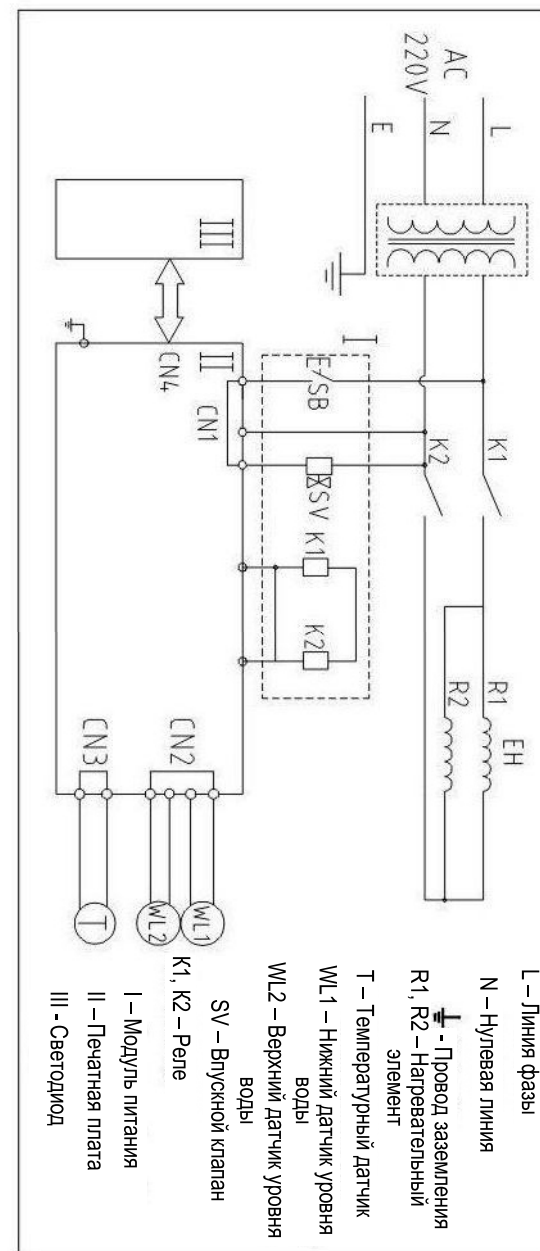 AC
220V
L
N
E
I
K1
K2
R1
R2
EH
E/SB
SV
K1
K2
III
CN4
II
CN1
CN2
CN3
WL1
WL2
T
L – Линия фазы
N – Нулевая линия
- Провод заземления
R1, R2 – Нагревательный
элемент
T – Температурный датчик
WL1 – Нижний датчик уровня
воды
WL2 – Верхний датчик уровня
воды
SV – Впускной клапан
К1, К2 – Реле
I – Модуль питания
II – Печатная плата
III - Светодиод